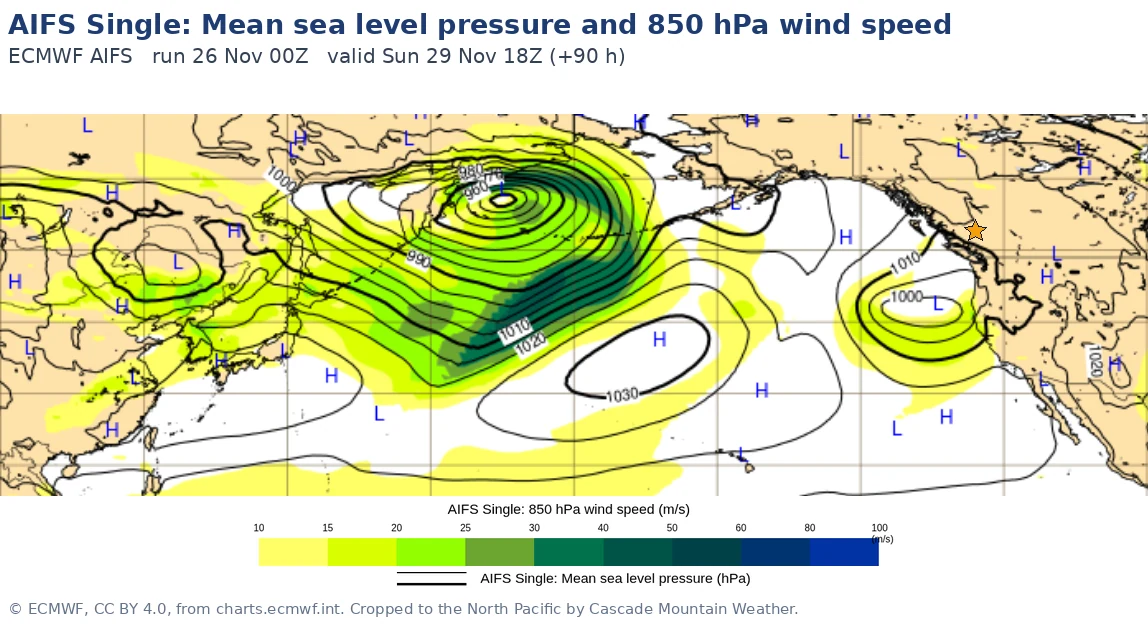 AIFS Single: Mean sea level pressure and 850 hPa wind speed
ECMWF AIFS run 26 Nov 00Z valid Sun 29 Nov 18Z (+90 h)
H
L H L H H H
L L L
H L H
L H L
H H
L L
H H
H L
H L H
L H L H
L H H L
L H
H L
L
1000
980
970
960
990
1010
1020
1030
1010
1000
1020
AIFS Single: 850 hPa wind speed (m/s)
10 15 20 25 30 40 50 60 80 100
(m/s)
AIFS Single: Mean sea level pressure (hPa)
© ECMWF, CC BY 4.0, from charts.ecmwf.int. Cropped to the North Pacific by Cascade Mountain Weather.